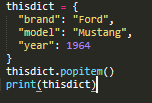 thisdict = {
  "brand": "Ford",
  "model": "Mustang",
  "year": 1964
}
thisdict.popitem()
print(thisdict)